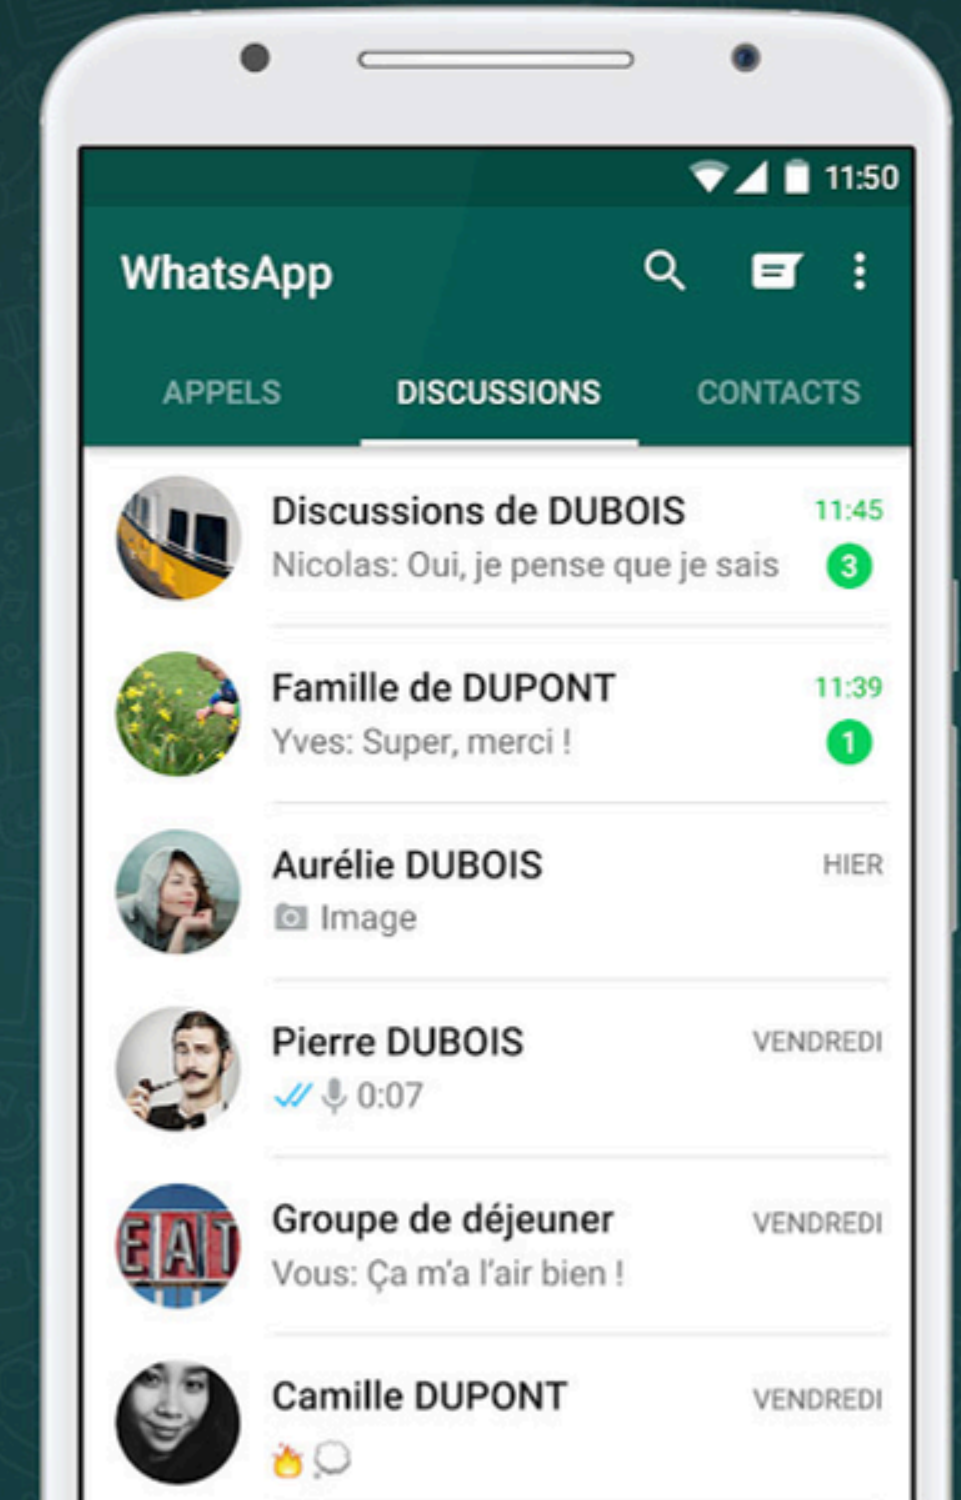 11:50
WhatsApp
APPELS DISCUSSIONS CONTACTS
Discussions de DUBOIS 11:45
Nicolas: Oui, je pense que je sais 3
Famille de DUPONT 11:39
Yves: Super, merci ! 1
Aurélie DUBOIS HIER
Image
Pierre DUBOIS VENDREDI
0:07
EAT
Groupe de déjeuner VENDREDI
Vous: Ça m'a l'air bien !
Camille DUPONT VENDREDI
🔥💭